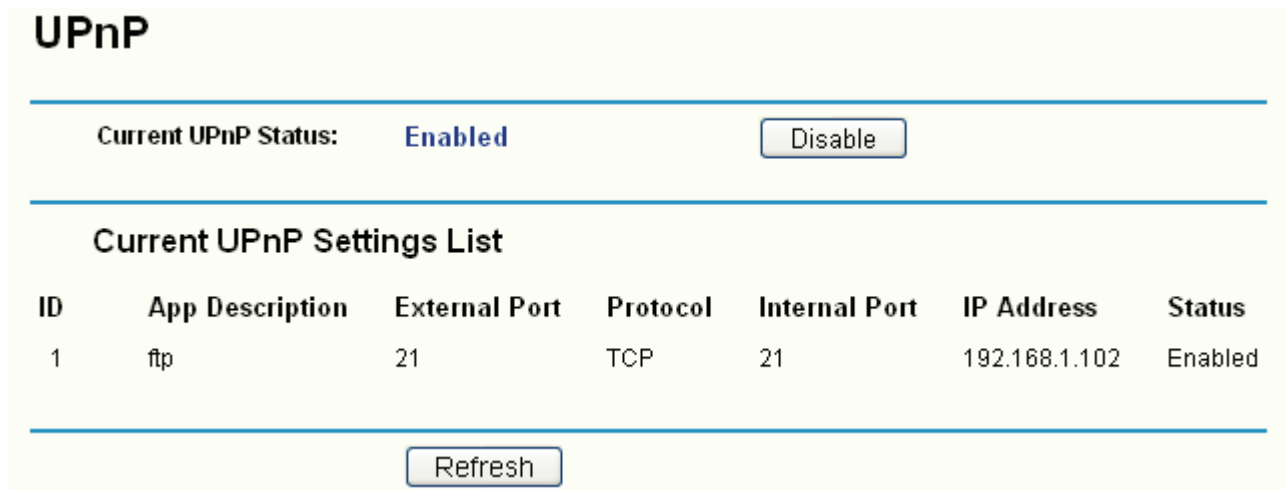 UPnP
Current UPnP Status: Enabled Disable
Current UPnP Settings List
ID App Description External Port Protocol Internal Port IP Address Status
1 ftp 21 TCP 21 192.168.1.102 Enabled
Refresh